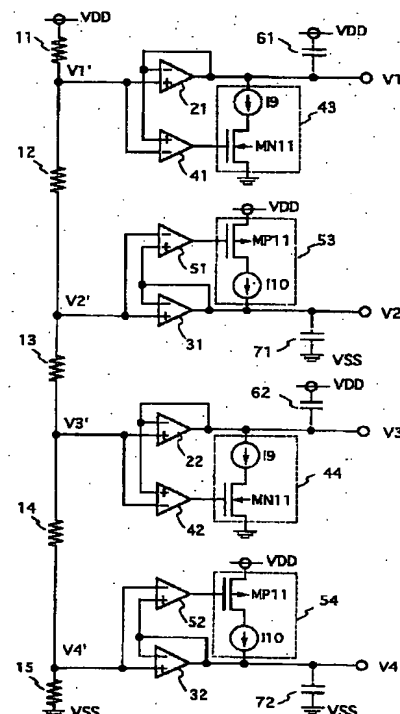 VDD
11
61
VDD
V1'
V1
21
I9
43
12
MN11
41
VDD
53
MP11
51
I10
V2'
V2
31
71
VSS
13
62
VDD
V3'
V3
22
I9
44
MN11
14
42
VDD
52
MP11
54
I10
V4'
V4
15
32
72
VSS
VSS